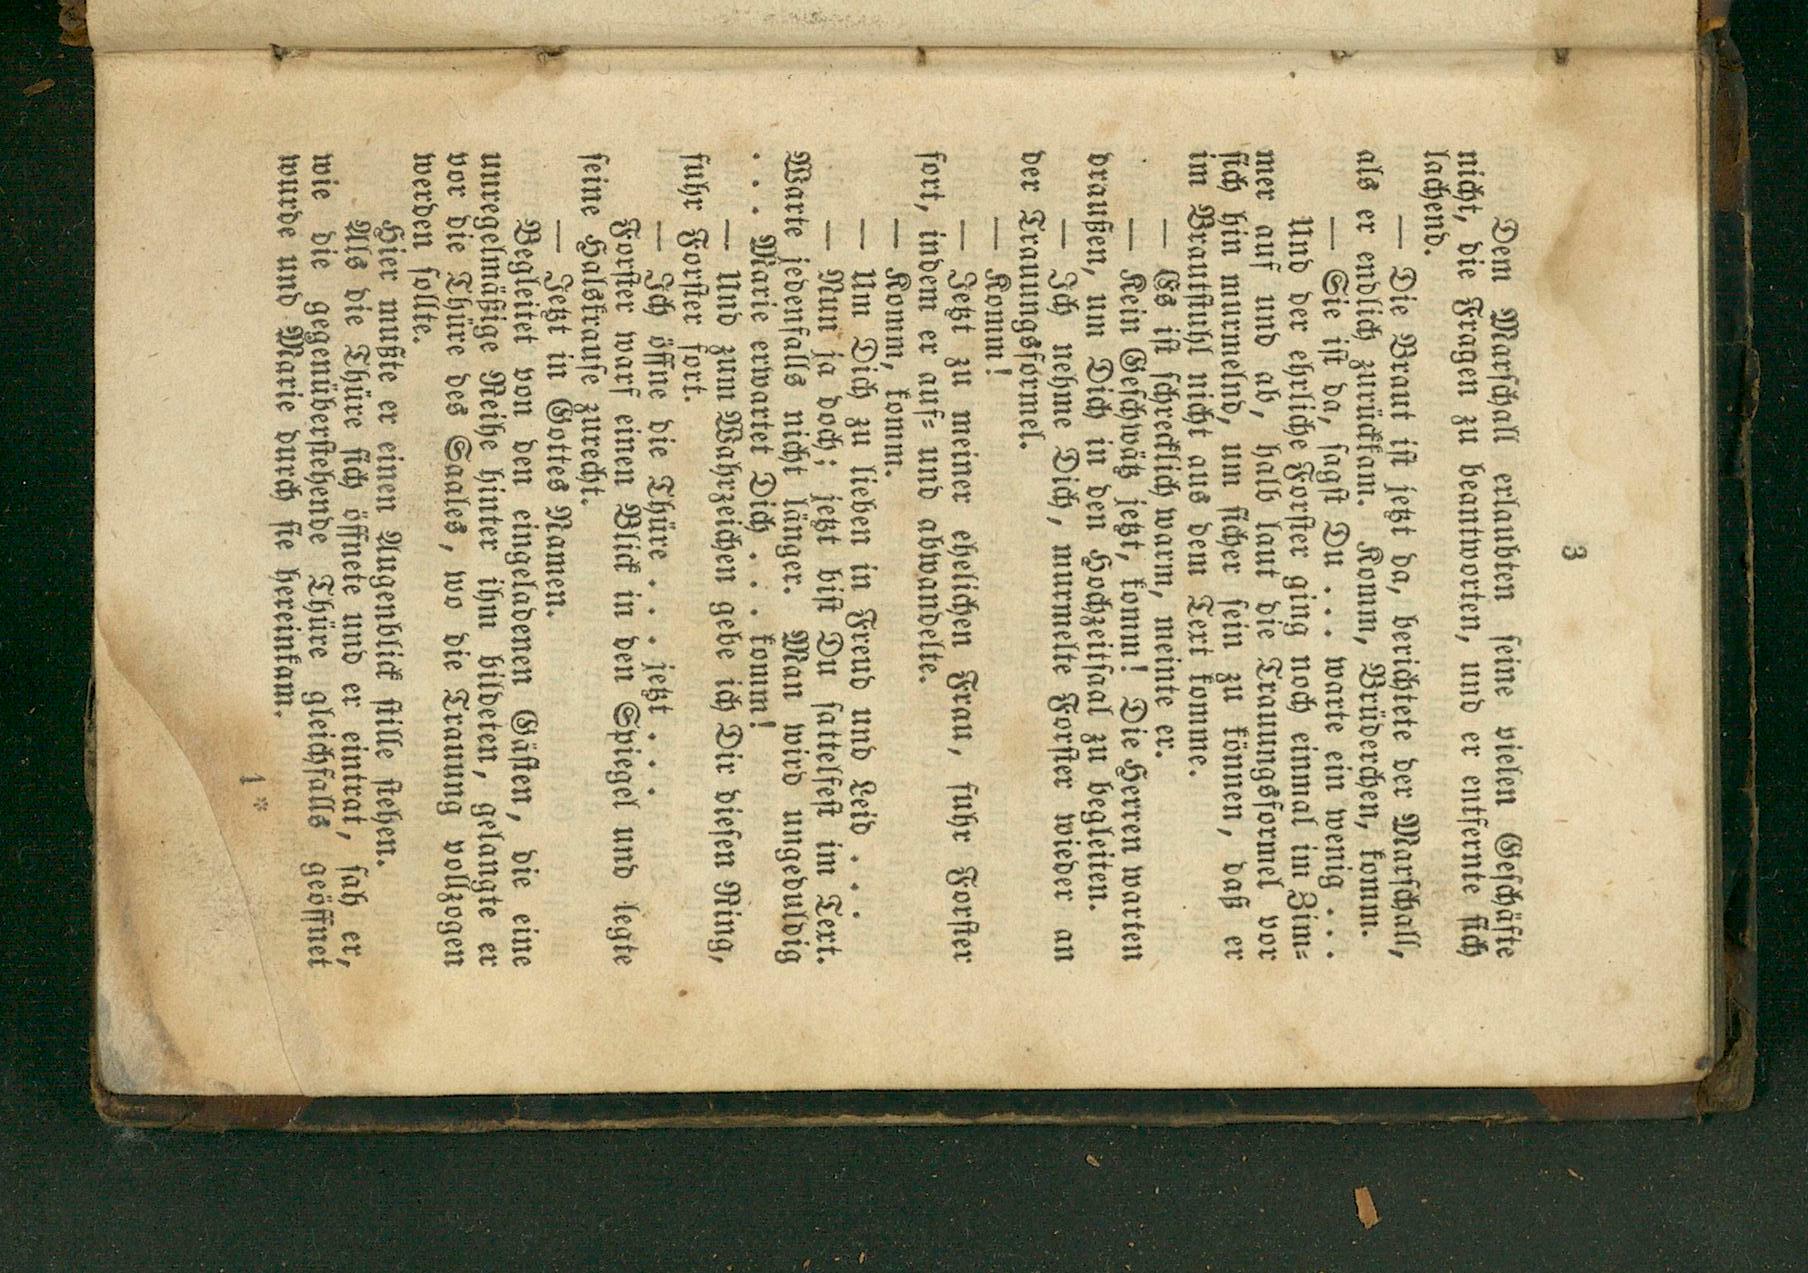 3
Dem Marschall erlaubten seine vielen Geschäfte
nicht, die Fragen zu beantworten, und er entfernte sich
lachend.
— Die Braut ist jetzt da, berichtete der Marschall,
als er endlich zurückkam. Komm, Brüderchen, komm.
— Sie ist da, sagst Du . . . warte ein wenig . . .
Und der ehrliche Forster ging noch einmal im Zim-
mer auf und ab, halb laut die Trauungsformel vor
sich hin murmelnd, um sicher sein zu können, daß er
im Brautstuhl nicht aus dem Text komme.
— Es ist schrecklich warm, meinte er.
— Kein Geschwätz jetzt, komm! Die Herren warten
draußen, um Dich in den Hochzeitsaal zu begleiten.
— Ich nehme Dich, murmelte Forster wieder an
der Trauungsformel.
— Komm!
— Jetzt zu meiner ehelichen Frau, fuhr Forster
fort, indem er auf- und abwandelte.
— Komm, komm.
— Um Dich zu lieben in Freud und Leid . . .
— Nun ja doch; jetzt bist Du sattelfest im Text.
Warte jedenfalls nicht länger. Man wird ungeduldig
. . . Marie erwartet Dich . . . komm!
— Und zum Wahrzeichen gebe ich Dir diesen Ring,
fuhr Forster fort.
— Ich öffne die Thüre . . . jetzt . . .
Forster warf einen Blick in den Spiegel und legte
seine Halskrause zurecht.
— Jetzt in Gottes Namen.
Begleitet von den eingeladenen Gästen, die eine
unregelmäßige Reihe hinter ihm bildeten, gelangte er
vor die Thüre des Saales, wo die Trauung vollzogen
werden sollte.
Hier mußte er einen Augenblick stille stehen.
Als die Thüre sich öffnete und er eintrat, sah er,
wie die gegenüberstehende Thüre gleichfalls geöffnet
wurde und Marie durch sie hereinkam.
1*